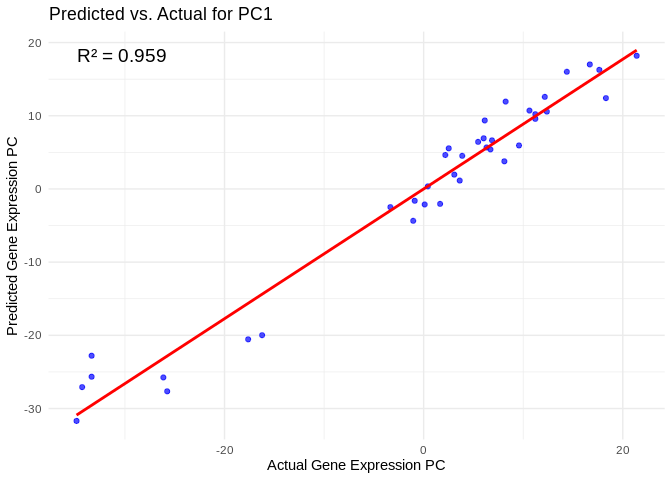 Predicted vs. Actual for PC1
R² = 0.959
Predicted Gene Expression PC
20
10
0
-10
-20
-30
-20
0
20
Actual Gene Expression PC